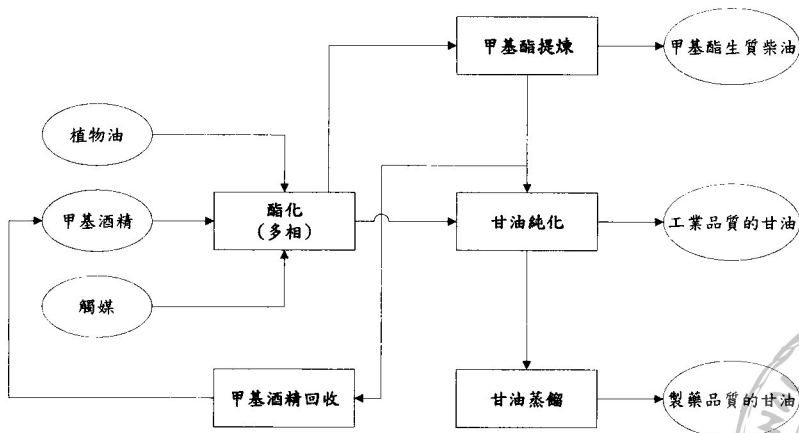 甲基酯提煉
甲基酯生質柴油
植物油
甲基酒精
酯化
(多相)
甘油純化
工業品質的甘油
觸媒
甲基酒精回收
甘油蒸餾
製藥品質的甘油